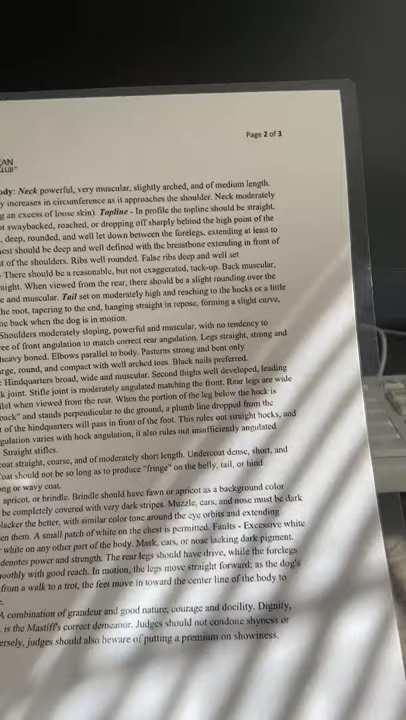 Page 2 of 3
CAN
CLUB
ody: Neck powerful, very muscular, slightly arched, and of medium length.
y increases in circumference as it approaches the shoulder. Neck moderately
g an excess of loose skin). Topline - In profile the topline should be straight,
ot swaybacked, roached, or dropping off sharply behind the high point of the
, deep, rounded, and well let down between the forelegs, extending at least to
est should be deep and well defined with the breastbone extending in front of
t of the shoulders. Ribs well rounded. False ribs deep and well set
- There should be a reasonable, but not exaggerated, tuck-up. Back muscular,
raight. When viewed from the rear, there should be a slight rounding over the
e and muscular. Tail set on moderately high and reaching to the hocks or a little
the root, tapering to the end, hanging straight in repose, forming a slight curve,
he back when the dog is in motion.
Shoulders moderately sloping, powerful and muscular, with no tendency to
ree of front angulation to match correct rear angulation. Legs straight, strong and
heavy boned. Elbows parallel to body. Pasterns strong and bent only
arge, round, and compact with well arched toes. Black nails preferred.
: Hindquarters broad, wide and muscular. Second thighs well developed, leading
k joint. Stifle joint is moderately angulated matching the front. Rear legs are wide
llel when viewed from the rear. When the portion of the leg below the hock is
back" and stands perpendicular to the ground, a plumb line dropped from the
t of the hindquarters will pass in front of the foot. This rules out straight hocks, and
gulation varies with hock angulation, it also rules out insufficiently angulated
- Straight stifles.
coat straight, coarse, and of moderately short length. Undercoat dense, short, and
Coat should not be so long as to produce "fringe" on the belly, tail, or hind
ong or wavy coat.
, apricot, or brindle. Brindle should have fawn or apricot as a background color
be completely covered with very dark stripes. Muzzle, ears, and nose must be dark
lacker the better, with similar color tone around the eye orbits and extending
en them. A small patch of white on the chest is permitted. Faults - Excessive white
white on any other part of the body. Mask, ears, or nose lacking dark pigment.
denotes power and strength. The rear legs should have drive, while the forelegs
oothly with good reach. In motion, the legs move straight forward; as the dog's
from a walk to a trot, the feet move in toward the center line of the body to
e.
A combination of grandeur and good nature, courage and docility. Dignity,
, is the Mastiff's correct demeanor. Judges should not condone shyness or
ersely, judges should also beware of putting a premium on showiness.